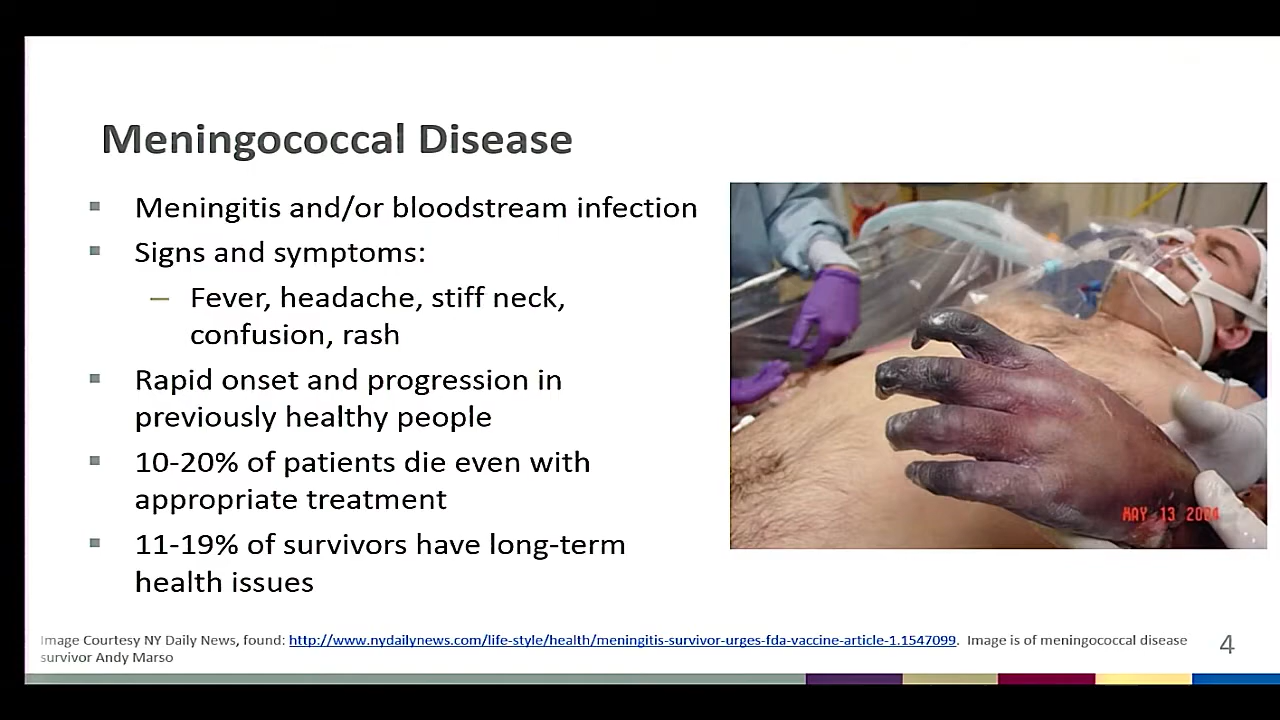 Meningococcal Disease
▪ Meningitis and/or bloodstream infection
▪ Signs and symptoms:
– Fever, headache, stiff neck,
confusion, rash
▪ Rapid onset and progression in
previously healthy people
▪ 10-20% of patients die even with
appropriate treatment
▪ 11-19% of survivors have long-term
health issues
MAY 13 2004
Image Courtesy NY Daily News, found: http://www.nydailynews.com/life-style/health/meningitis-survivor-urges-fda-vaccine-article-1.1547099. Image is of meningococcal disease
survivor Andy Marso
4